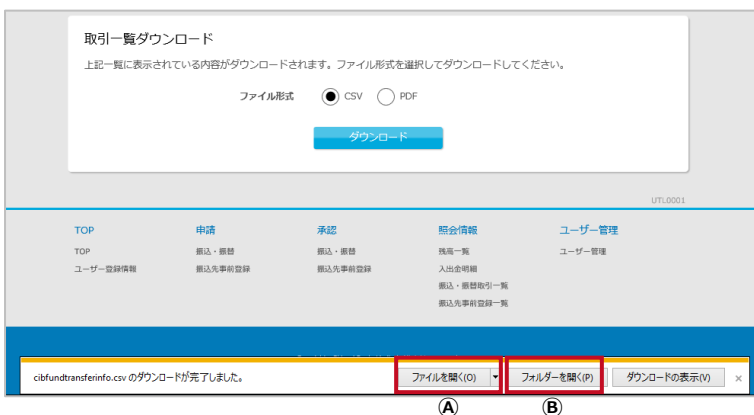 取引一覧ダウンロード
上記一覧に表示されている内容がダウンロードされます。ファイル形式を選択してダウンロードしてください。
ファイル形式 CSV PDF
ダウンロード
UTL0001
TOP 申請 承認 照会情報 ユーザー管理
TOP 振込・振替 振込・振替 残高一覧 ユーザー管理
ユーザー登録情報 振込先事前登録 振込先事前登録 入出金明細
振込・振替取引一覧
振込先事前登録一覧
cibfundtransferinfo.csv のダウンロードが完了しました。 ファイルを開く(O) フォルダーを開く(P) ダウンロードの表示(V) ×
Ⓐ Ⓑ